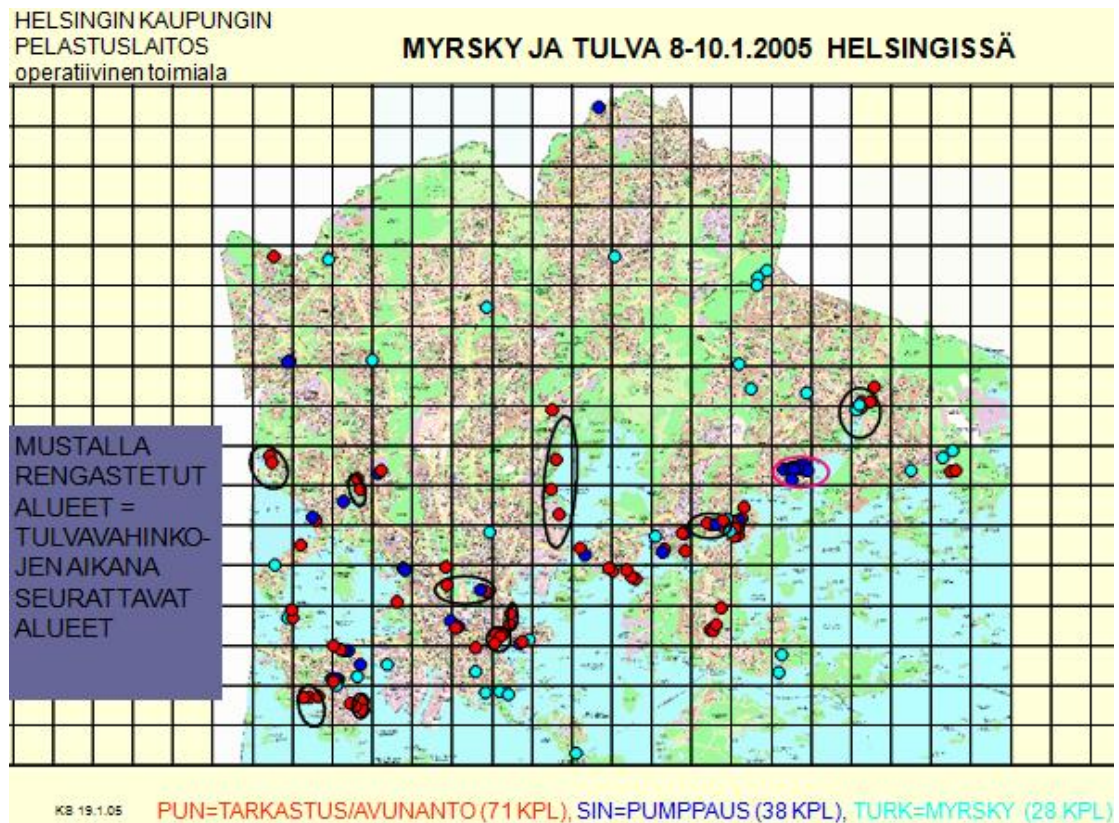 HELSINGIN KAUPUNGIN
PELASTUSLAITOS
operatiivinen toimiala
MYRSKY JA TULVA 8-10.1.2005 HELSINGISSÄ
MUSTALLA
RENGASTETUT
ALUEET =
TULVAVAHINKO-
JEN AIKANA
SEURATTAVAT
ALUEET
KS 19.1.05
PUN=TARKASTUS/AVUNANTO (71 KPL), SIN=PUMPPAUS (38 KPL), TURK=MYRSKY (28 KPL)